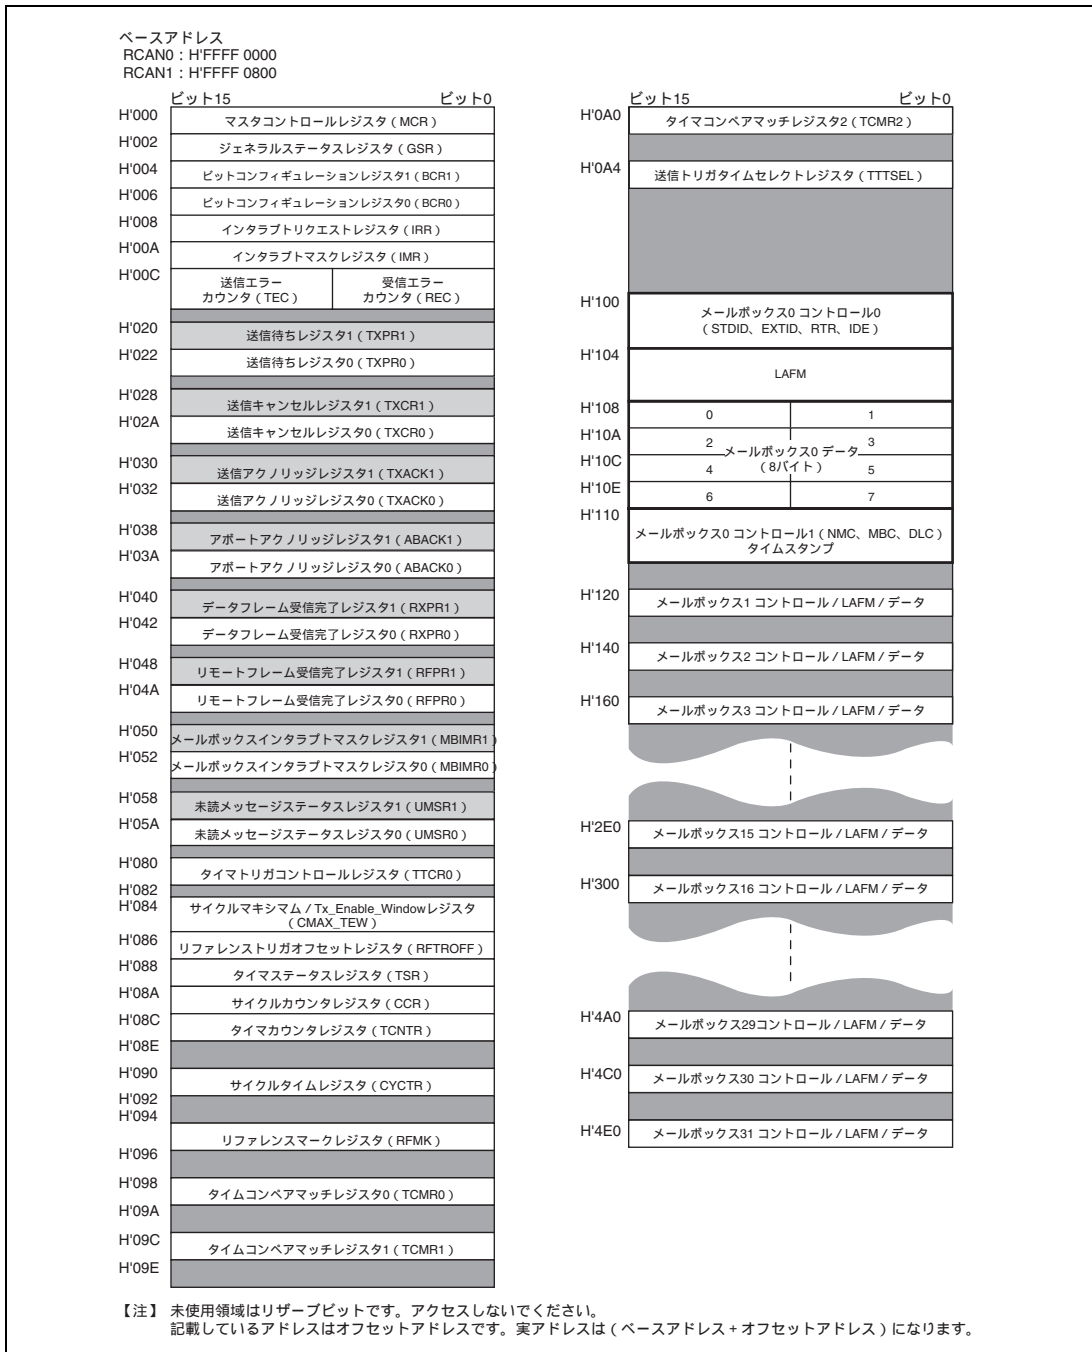 ベースアドレス
RCAN0：H'FFFF 0000
RCAN1：H'FFFF 0800
ビット15 ビット0
H'000 マスタコントロールレジスタ（MCR）
H'002 ジェネラルステータスレジスタ（GSR）
H'004 ビットコンフィギュレーションレジスタ1（BCR1）
H'006 ビットコンフィギュレーションレジスタ0（BCR0）
H'008 インタラプトリクエストレジスタ（IRR）
H'00A インタラプトマスクレジスタ（IMR）
H'00C 送信エラー 受信エラー
カウンタ（TEC） カウンタ（REC）
H'020 送信待ちレジスタ1（TXPR1）
H'022 送信待ちレジスタ0（TXPR0）
H'028 送信キャンセルレジスタ1（TXCR1）
H'02A 送信キャンセルレジスタ0（TXCR0）
H'030 送信アクノリッジレジスタ1（TXACK1）
H'032 送信アクノリッジレジスタ0（TXACK0）
H'038 アボートアクノリッジレジスタ1（ABACK1）
H'03A アボートアクノリッジレジスタ0（ABACK0）
H'040 データフレーム受信完了レジスタ1（RXPR1）
H'042 データフレーム受信完了レジスタ0（RXPR0）
H'048 リモートフレーム受信完了レジスタ1（RFPR1）
H'04A リモートフレーム受信完了レジスタ0（RFPR0）
H'050 メールボックスインタラプトマスクレジスタ1（MBIMR1）
H'052 メールボックスインタラプトマスクレジスタ0（MBIMR0）
H'058 未読メッセージステータスレジスタ1（UMSR1）
H'05A 未読メッセージステータスレジスタ0（UMSR0）
H'080 タイマトリガコントロールレジスタ（TTCR0）
H'082
H'084 サイクルマキシマム / Tx_Enable_Windowレジスタ
（CMAX_TEW）
H'086 リファレンストリガオフセットレジスタ（RFTROFF）
H'088 タイマステータスレジスタ（TSR）
H'08A サイクルカウンタレジスタ（CCR）
H'08C タイマカウンタレジスタ（TCNTR）
H'08E
H'090 サイクルタイムレジスタ（CYCTR）
H'092
H'094
リファレンスマークレジスタ（RFMK）
H'096
H'098 タイムコンペアマッチレジスタ0（TCMR0）
H'09A
H'09C タイムコンペアマッチレジスタ1（TCMR1）
H'09E
ビット15 ビット0
H'0A0 タイマコンペアマッチレジスタ2（TCMR2）
H'0A4 送信トリガタイムセレクトレジスタ（TTTSEL）
H'100 メールボックス0 コントロール0
（STDID、EXTID、RTR、IDE）
H'104 LAFM
H'108 0 1
H'10A 2 メールボックス0 データ 3
H'10C 4 （8バイト） 5
H'10E 6 7
H'110 メールボックス0 コントロール1（NMC、MBC、DLC）
タイムスタンプ
H'120 メールボックス1 コントロール / LAFM / データ
H'140 メールボックス2 コントロール / LAFM / データ
H'160 メールボックス3 コントロール / LAFM / データ
H'2E0 メールボックス15 コントロール / LAFM / データ
H'300 メールボックス16 コントロール / LAFM / データ
H'4A0 メールボックス29コントロール / LAFM / データ
H'4C0 メールボックス30 コントロール / LAFM / データ
H'4E0 メールボックス31 コントロール / LAFM / データ
【注】 未使用領域はリザーブビットです。アクセスしないでください。
記載しているアドレスはオフセットアドレスです。実アドレスは（ベースアドレス + オフセットアドレス）になります。